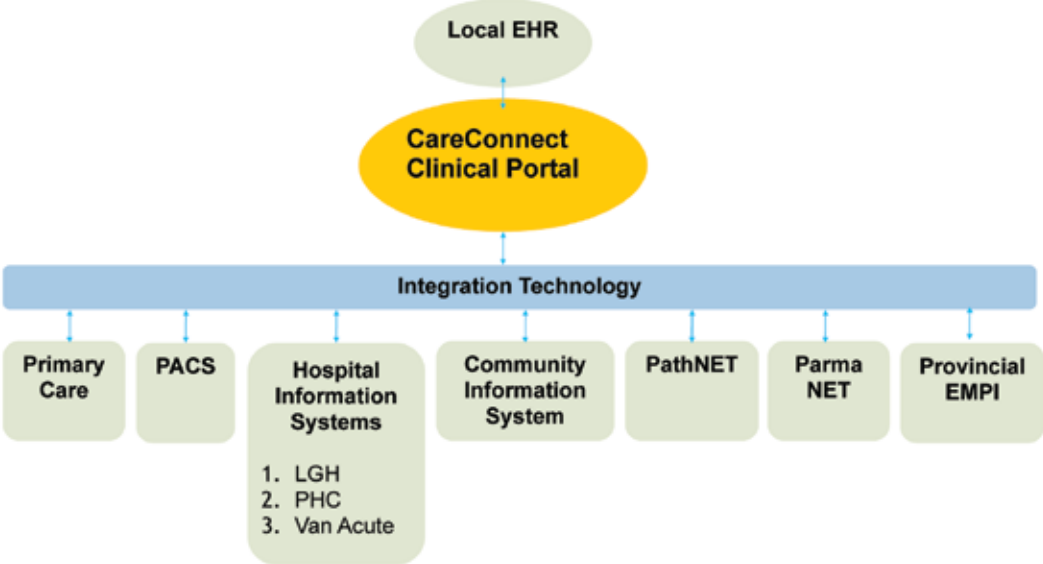 Local EHR
CareConnect
Clinical Portal
Integration Technology
Primary
Care
PACS
Hospital
Information
Systems
1. LGH
2. PHC
3. Van Acute
Community
Information
System
PathNET
Parma
NET
Provincial
EMPI